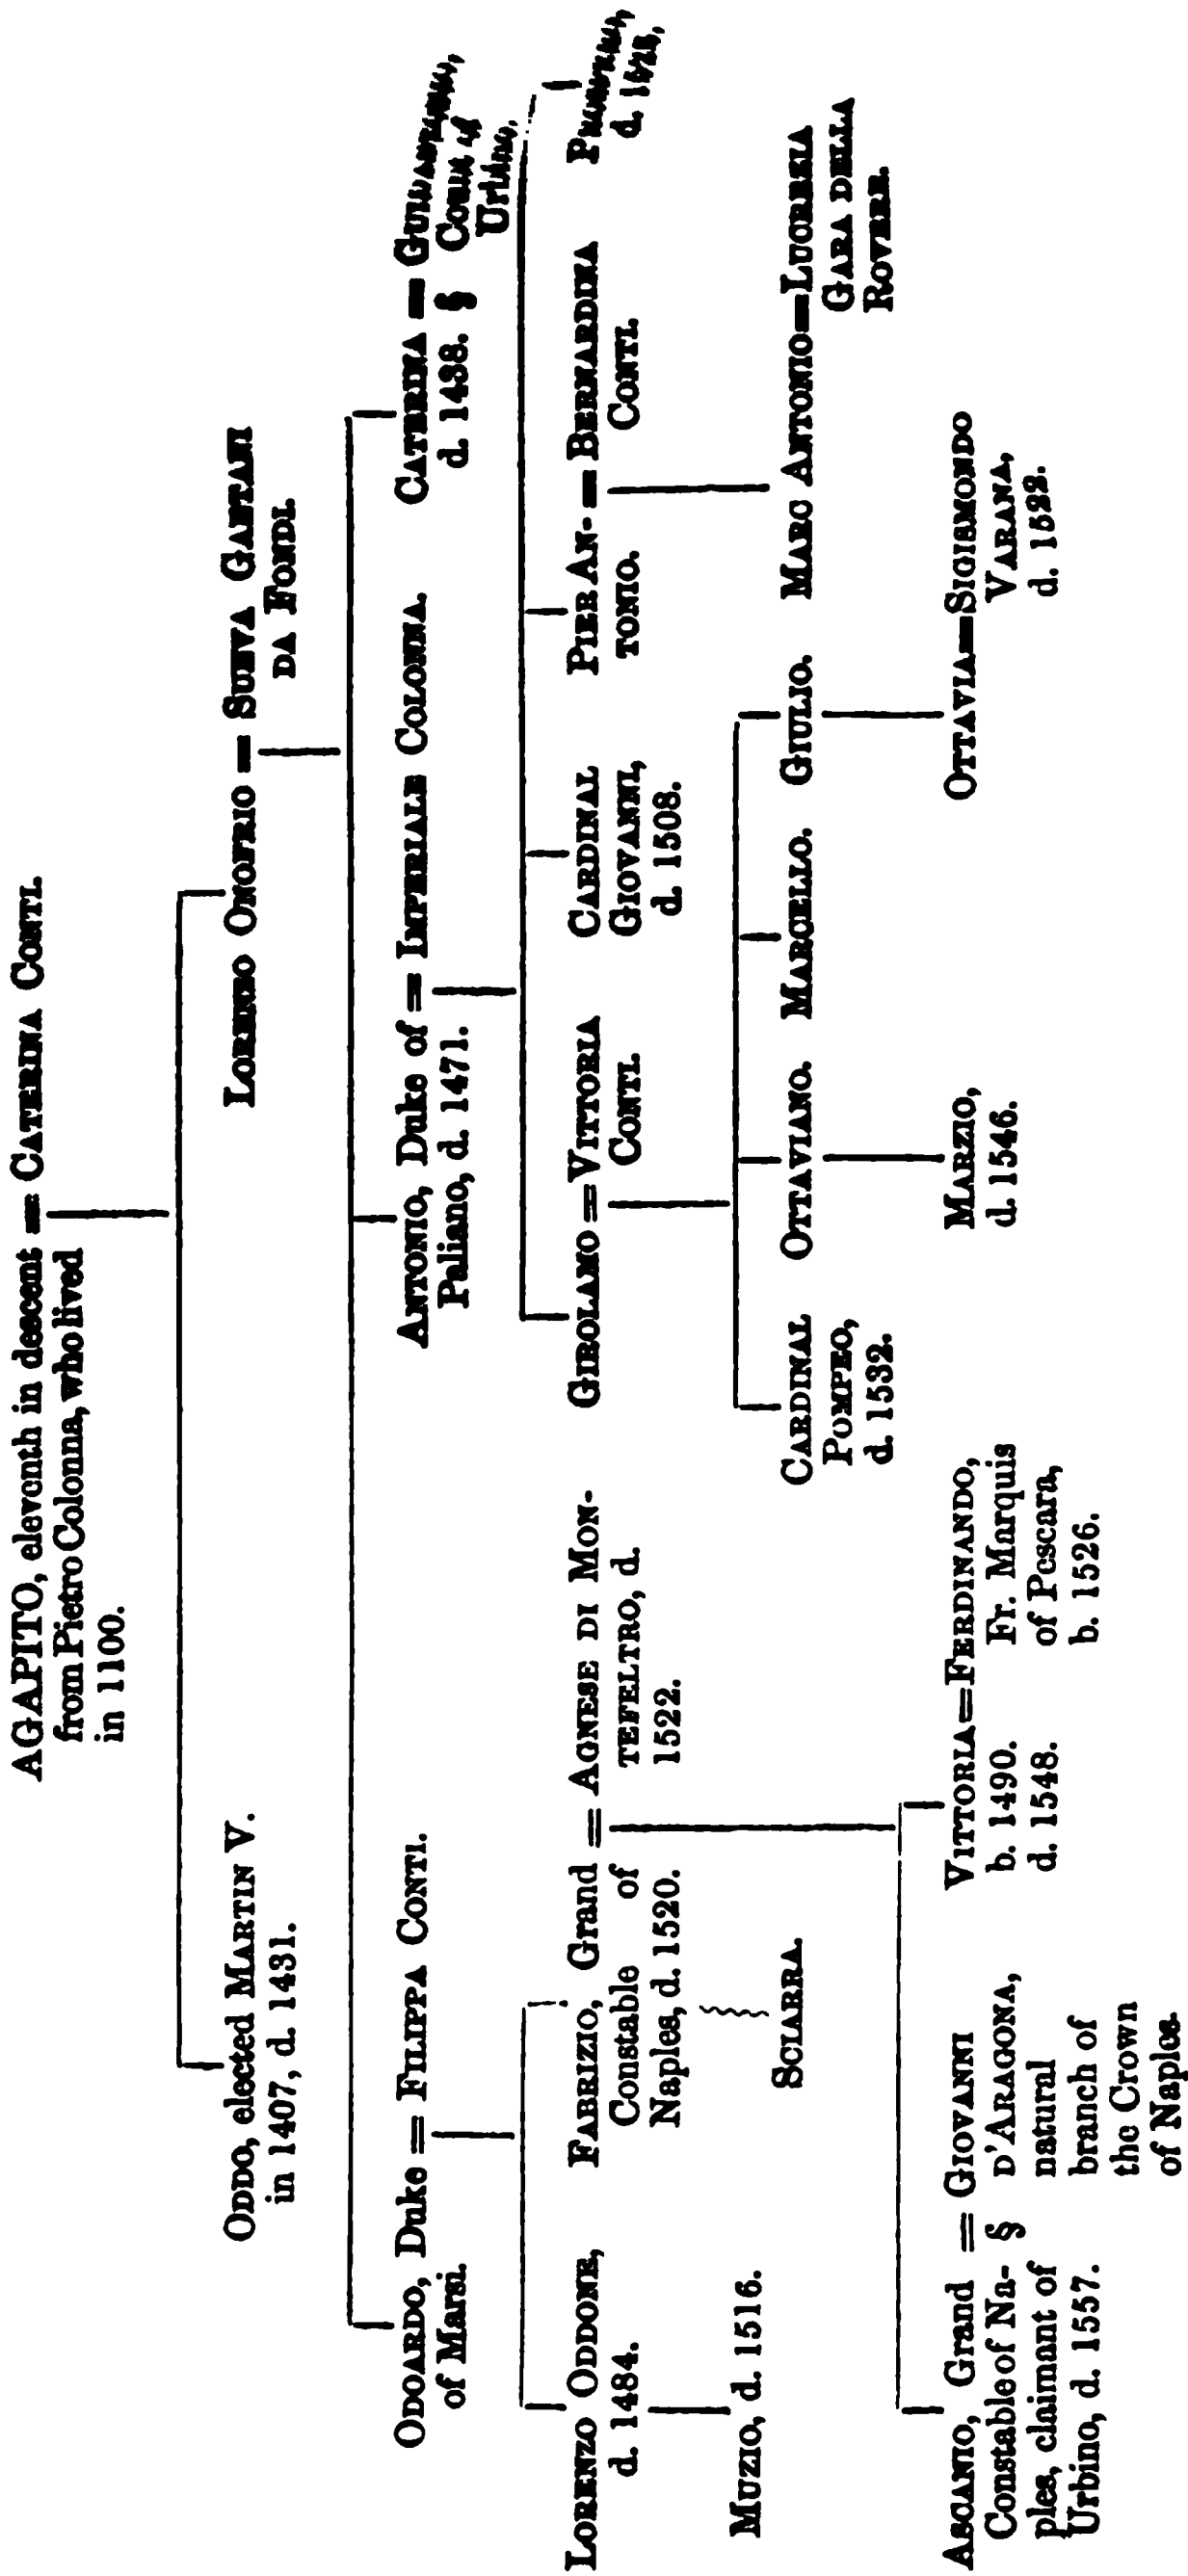 AGAPITO, eleventh in descent = CATERINA CONTI.
from Pietro Colonna, who lived
in 1100.
ODDO, elected MARTIN V.
in 1407, d. 1431.
LORENZO ONOFRIO = SUEVA GAETANI
DA FONDI.
ODOARDO, Duke = FILIPPA CONTI.
of Marsi.
ANTONIO, Duke of = IMPERIALE COLONNA.
Paliano, d. 1471.
CATERINA = GUIDANTONIO,
d. 1438. § Count of
Urbino.
LORENZO ODDONE,
d. 1484.
FABRIZIO, Grand = AGNESE DI MON-
Constable of TEFELTRO, d.
Naples, d. 1520. 1522.
GIROLAMO = VITTORIA
CONTI.
CARDINAL
GIOVANNI,
d. 1508.
PIER AN- = BERNARDINA
TONIO. CONTI.
d.
MUZIO, d. 1516.
SCIARRA.
CARDINAL
POMPEO,
d. 1532.
OTTAVIANO.
MARCELLO.
GIULIO.
MARC ANTONIO = LUCREZIA
GARA DELLA
ROVERE.
ASCANIO, Grand = GIOVANNI
Constable of Na- § D'ARAGONA,
ples, claimant of natural
Urbino, d. 1557. branch of
the Crown
of Naples.
VITTORIA = FERDINANDO,
b. 1490. Fr. Marquis
d. 1548. of Pescara,
b. 1526.
MARZIO,
d. 1546.
OTTAVIA = SIGISMONDO
VARANA,
d. 1522.